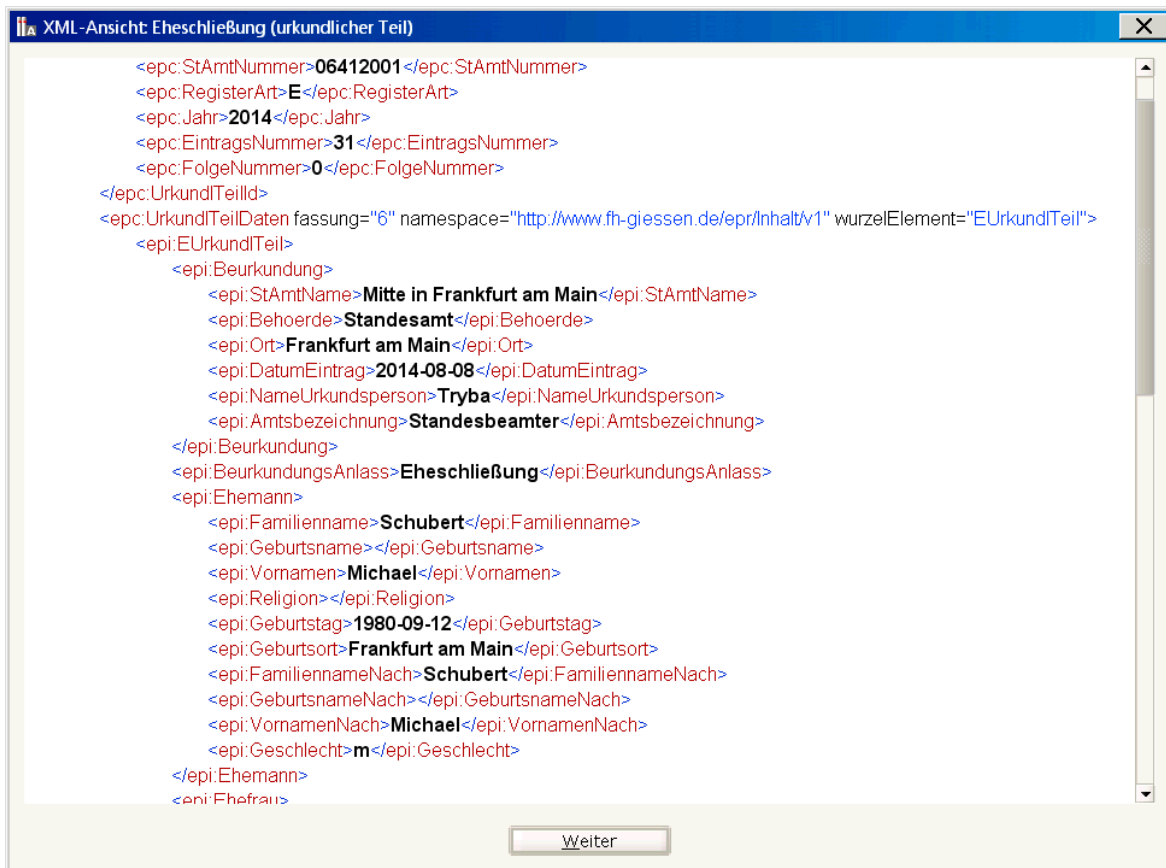 XML-Ansicht: Eheschließung (urkundlicher Teil)
<epc:StAmtNummer>06412001</epc:StAmtNummer>
<epc:RegisterArt>E</epc:RegisterArt>
<epc:Jahr>2014</epc:Jahr>
<epc:EintragsNummer>31</epc:EintragsNummer>
<epc:FolgeNummer>0</epc:FolgeNummer>
</epc:UrkundlTeilId>
<epc:UrkundlTeilDaten fassung="6" namespace="http://www.fh-giessen.de/epr/Inhalt/v1" wurzelElement="EUrkundlTeil">
<epi:EUrkundlTeil>
<epi:Beurkundung>
<epi:StAmtName>Mitte in Frankfurt am Main</epi:StAmtName>
<epi:Behoerde>Standesamt</epi:Behoerde>
<epi:Ort>Frankfurt am Main</epi:Ort>
<epi:DatumEintrag>2014-08-08</epi:DatumEintrag>
<epi:NameUrkundsperson>Tryba</epi:NameUrkundsperson>
<epi:Amtsbezeichnung>Standesbeamter</epi:Amtsbezeichnung>
</epi:Beurkundung>
<epi:BeurkundungsAnlass>Eheschließung</epi:BeurkundungsAnlass>
<epi:Ehemann>
<epi:Familienname>Schubert</epi:Familienname>
<epi:Geburtsname></epi:Geburtsname>
<epi:Vornamen>Michael</epi:Vornamen>
<epi:Religion></epi:Religion>
<epi:Geburtstag>1980-09-12</epi:Geburtstag>
<epi:Geburtsort>Frankfurt am Main</epi:Geburtsort>
<epi:FamiliennameNach>Schubert</epi:FamiliennameNach>
<epi:GeburtsnameNach></epi:GeburtsnameNach>
<epi:VornamenNach>Michael</epi:VornamenNach>
<epi:Geschlecht>m</epi:Geschlecht>
</epi:Ehemann>
<epi:Ehefrau>
Weiter